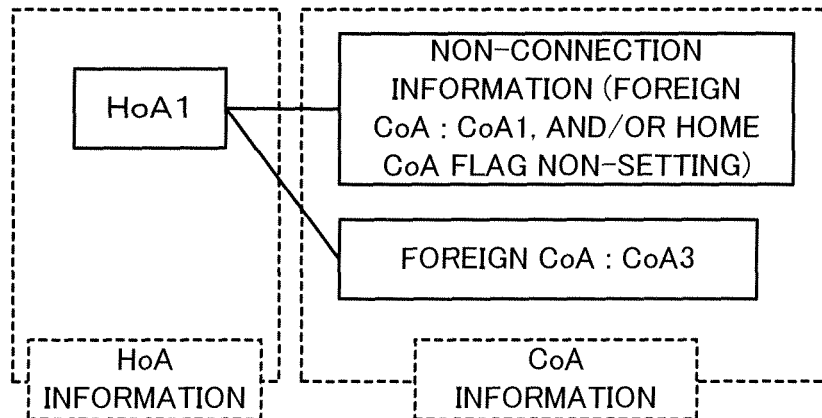 HoA1
NON-CONNECTION
INFORMATION (FOREIGN
CoA : CoA1, AND/OR HOME
CoA FLAG NON-SETTING)
FOREIGN CoA : CoA3
HoA
INFORMATION
CoA
INFORMATION